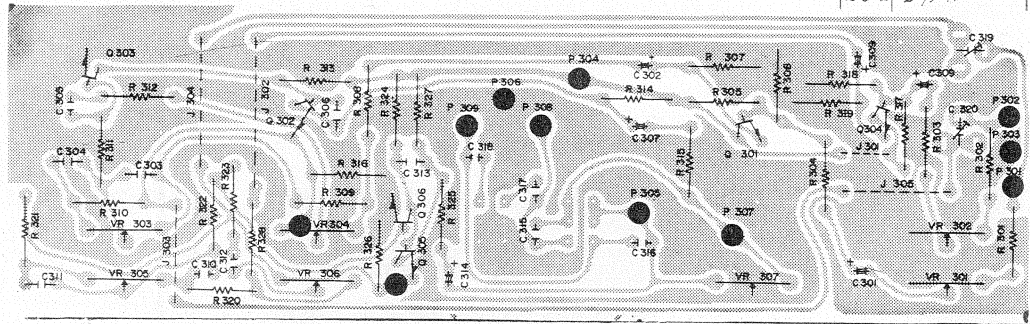 C 319
Q 303
R 313
P 304
R 307
C309
J 304
J 302
R 308
P 306
C 302
R 306
R 318
C 309
C 305
R 312
C 306
R 324
R 327
P 309
P 308
R 314
R 305
R 319
R 317
C 320
P 302
Q 302
C 307
Q 304
R 303
R 311
C 318
R 315
Q 301
J 301
P 303
C 304
C 303
R 316
C 313
R 304
R 302
P 301
R 323
R 309
Q 306
R 325
C 317
P 305
J 305
R 321
R 310
R 322
VR 303
VR 304
C 315
P 307
VR 302
R 301
J 303
R 328
R 326
Q 305
C 316
C 310
C 312
C311
VR 305
VR 306
C 314
VR 307
C 301
VR 301
R 320